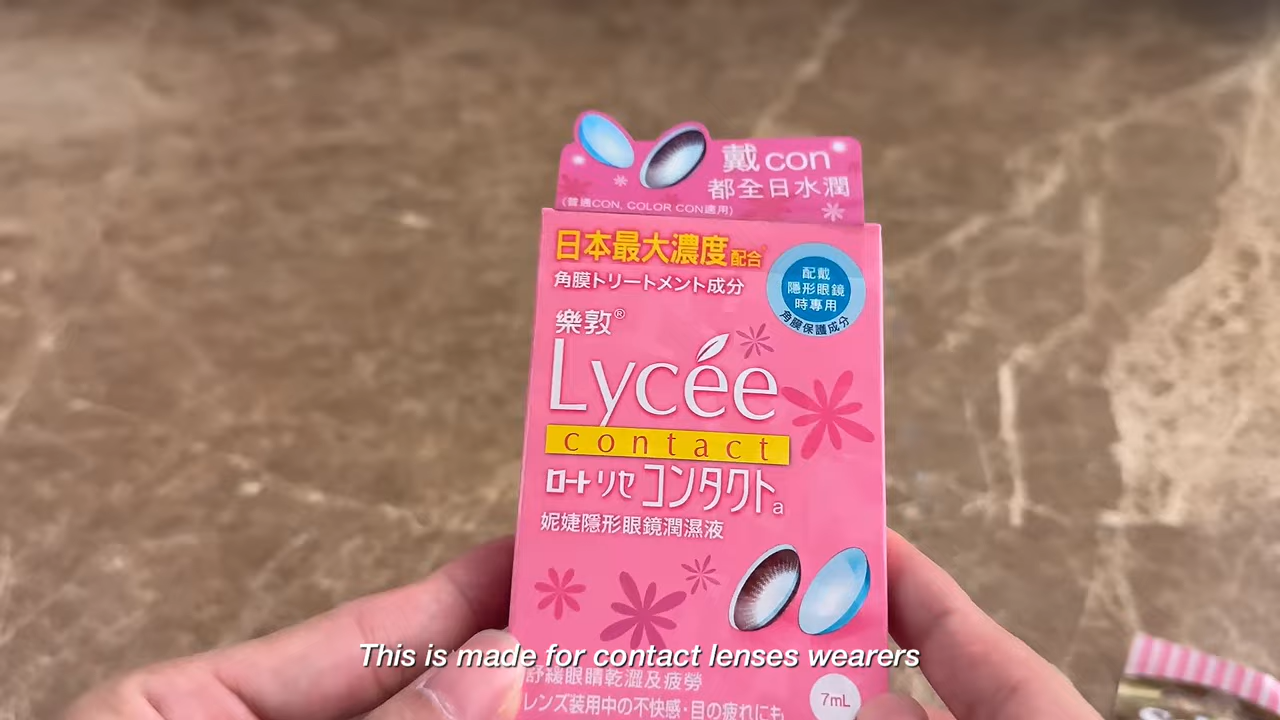 戴con
都全日水潤
(普通CON, COLOR CON適用)
日本最大濃度配合
角膜トリートメント成分
配戴
隱形眼鏡
時專用
角膜保護成分
樂敦®
Lycée
contact
ロート リセ コンタクトa
妮婕隱形眼鏡潤濕液
This is made for contact lenses wearers
舒緩眼睛乾澀及疲勞
レンズ装用中の不快感・目の疲れにも
7mL